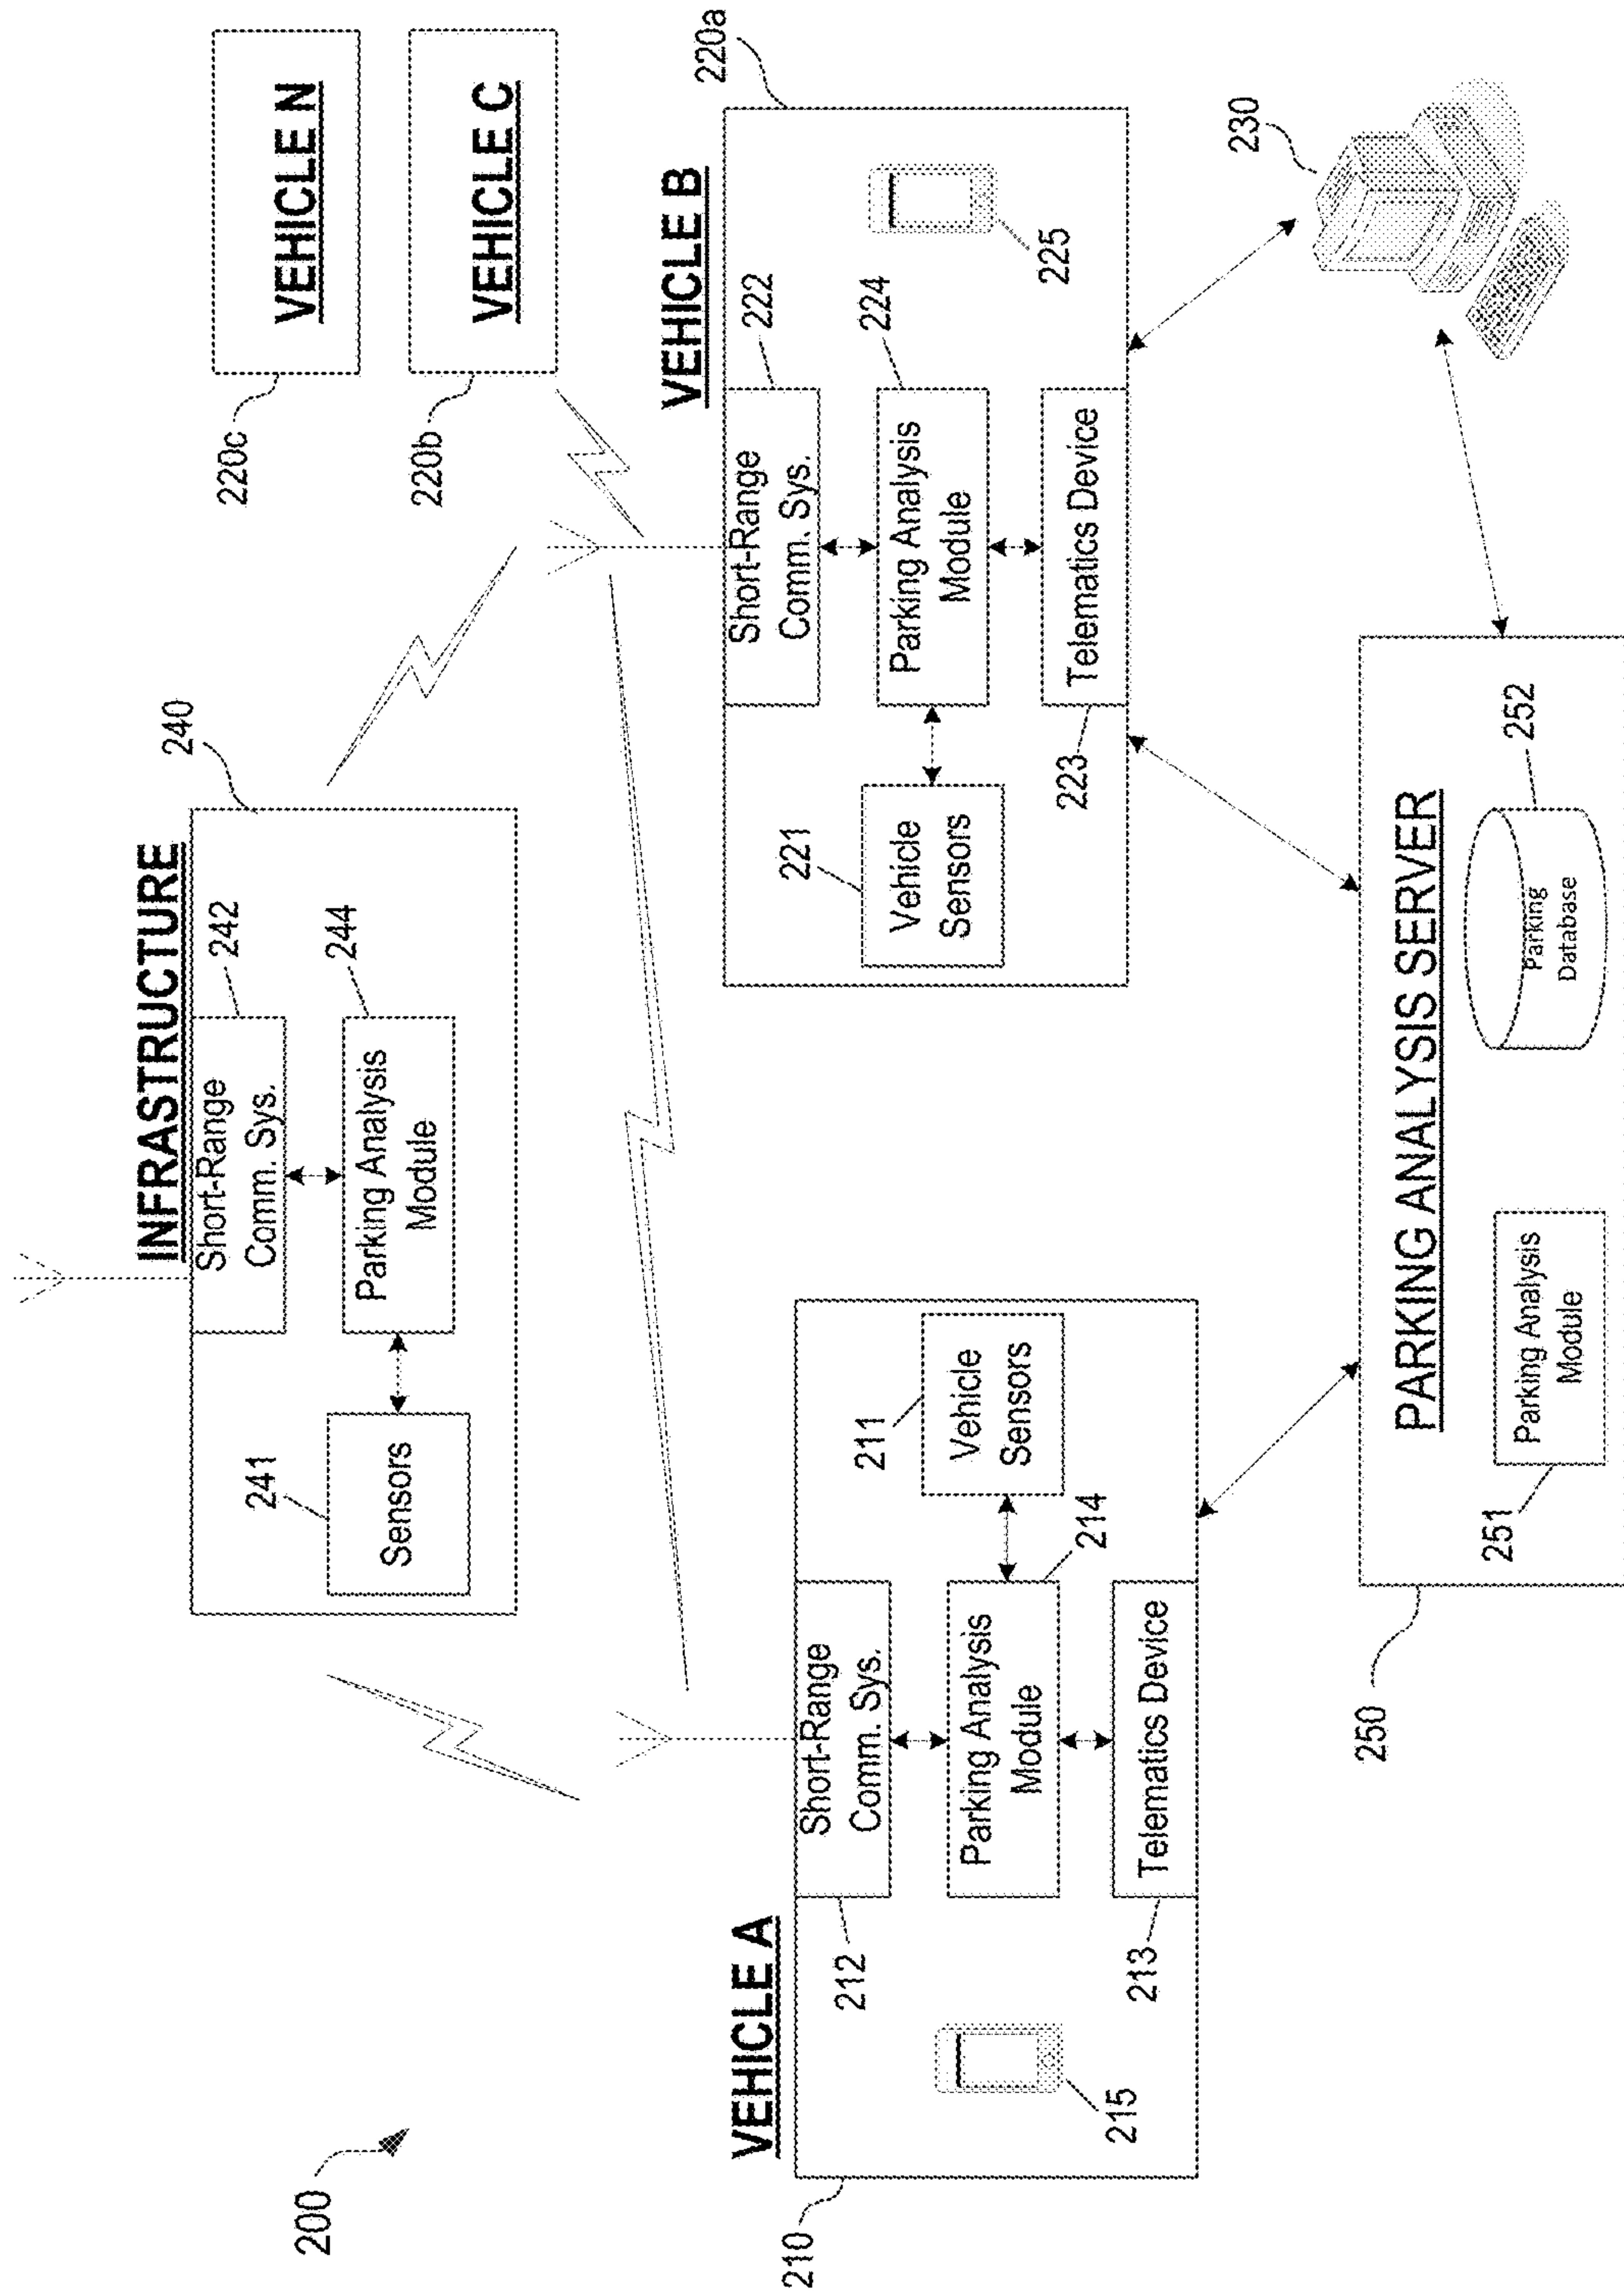 200
INFRASTRUCTURE
240
Short-Range
Comm. Sys.
242
241
Sensors
Parking Analysis
Module
244
220c
VEHICLE N
220b
VEHICLE C
VEHICLE A
210
212
Short-Range
Comm. Sys.
211
Vehicle
Sensors
Parking Analysis
Module
214
215
213
Telematics Device
VEHICLE B
220a
Short-Range
Comm. Sys.
222
221
Vehicle
Sensors
Parking Analysis
Module
224
225
223
Telematics Device
230
250
PARKING ANALYSIS SERVER
251
Parking Analysis
Module
252
Parking
Database